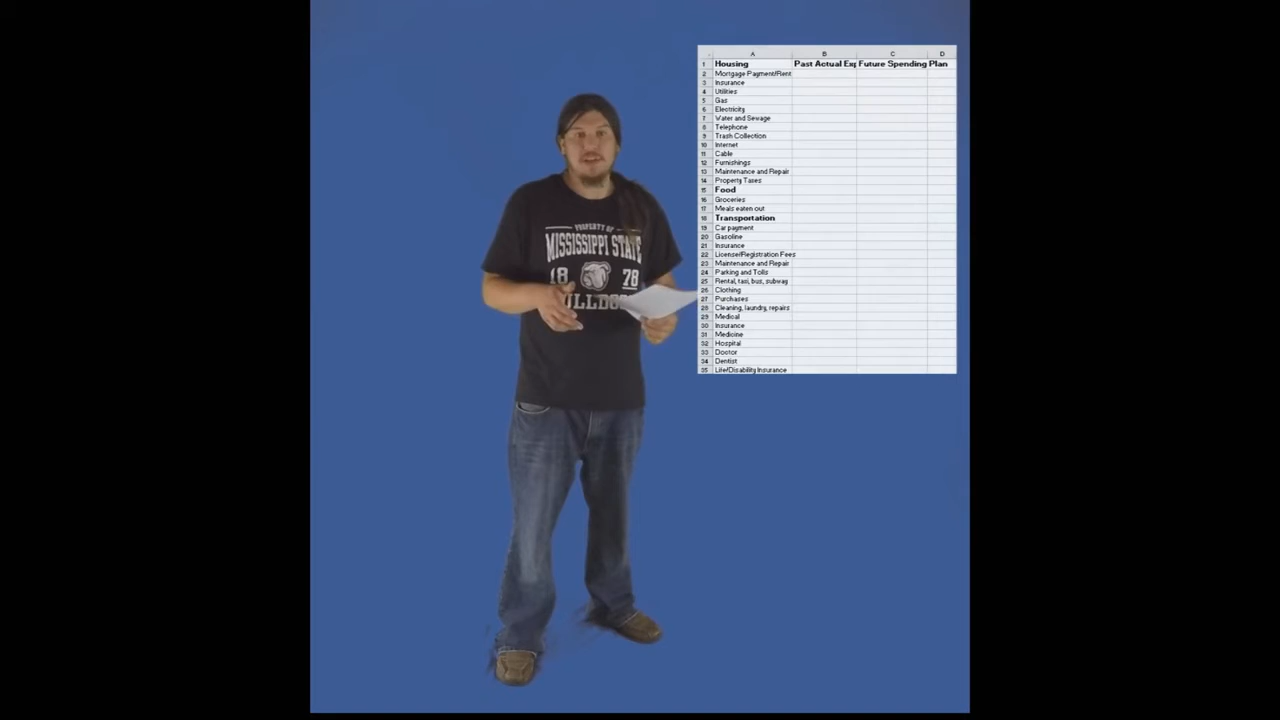 PROPERTY OF
MISSISSIPPI STATE
18 78
BULLDOGS
A B C D
1 Housing Past Actual Exp Future Spending Plan
2 Mortgage Payment/Rent
3 Insurance
4 Utilities
5 Gas
6 Electricity
7 Water and Sewage
8 Telephone
9 Trash Collection
10 Internet
11 Cable
12 Furnishings
13 Maintenance and Repair
14 Property Taxes
15 Food
16 Groceries
17 Meals eaten out
18 Transportation
19 Car payment
20 Gasoline
21 Insurance
22 License/Registration Fees
23 Maintenance and Repair
24 Parking and Tolls
25 Rental, taxi, bus, subway
26 Clothing
27 Purchases
28 Cleaning, laundry, repairs
29 Medical
30 Insurance
31 Medicine
32 Hospital
33 Doctor
34 Dentist
35 Life/Disability Insurance